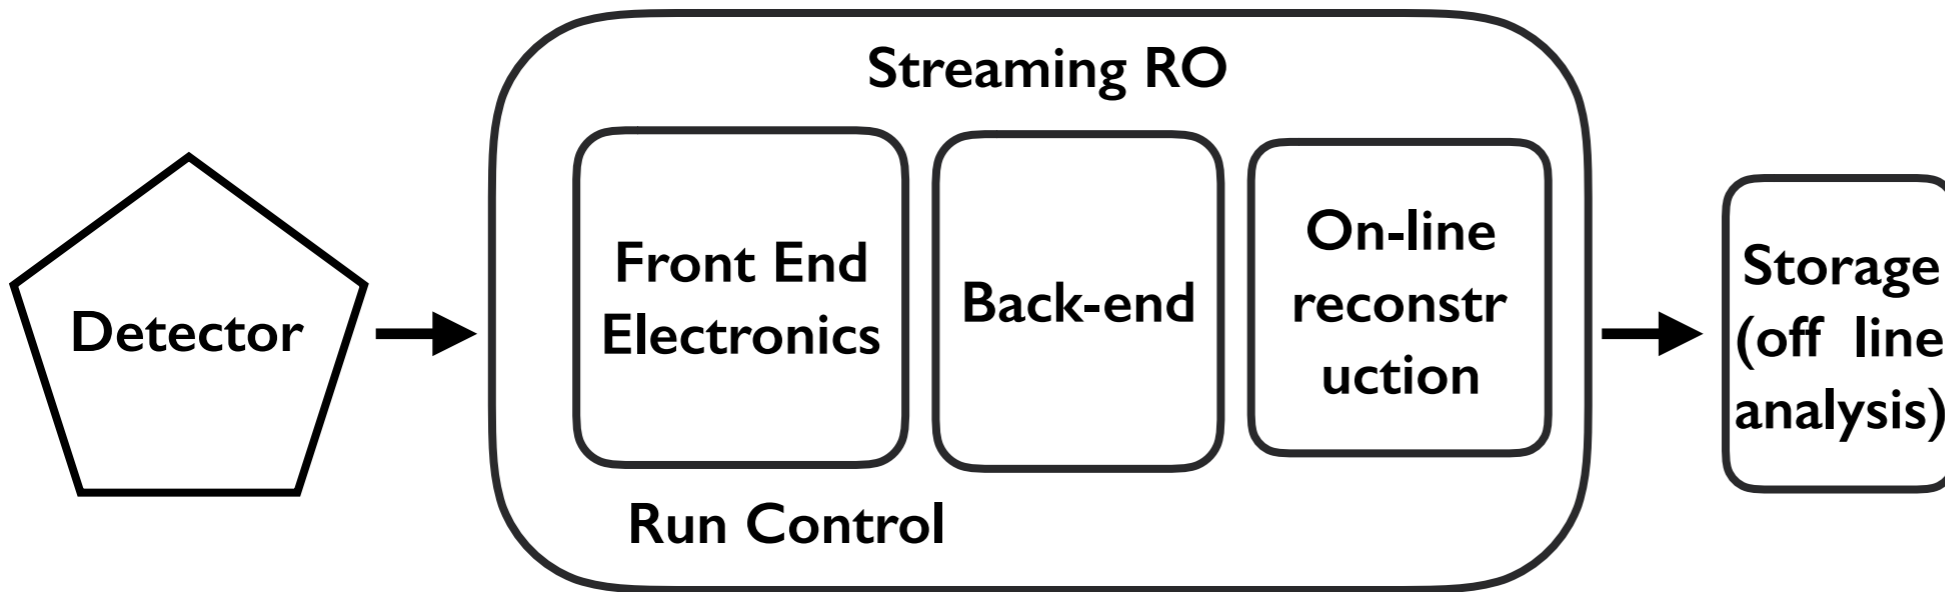 Streaming RO
Detector
Front End
Electronics
Back-end
On-line
reconstr
uction
Run Control
Storage
(off line
analysis)